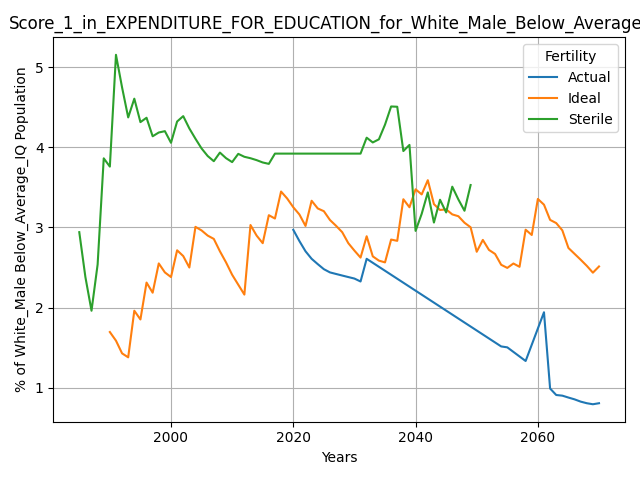 Score_1_in_EXPENDITURE_FOR_EDUCATION_for_White_Male_Below_Average
Fertility
Actual
Ideal
Sterile
% of White_Male Below_Average_IQ Population
5
4
3
2
1
2000 2020 2040 2060
Years